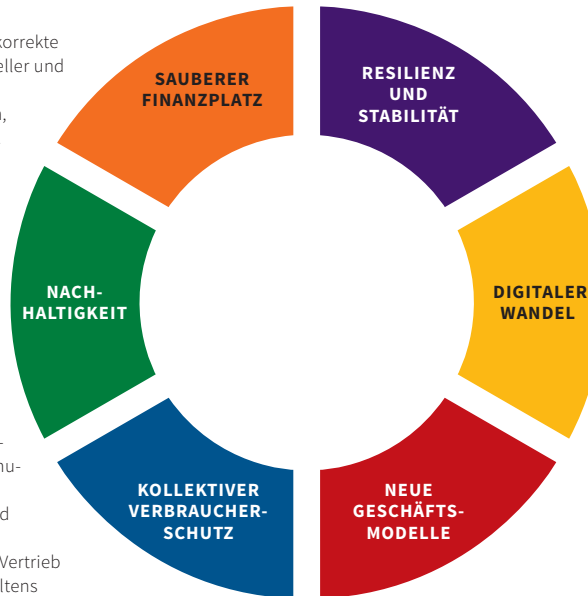 korrekte
eller und
SAUBERER
FINANZPLATZ
RESILIENZ
UND
STABILITÄT
NACH-
HALTIGKEIT
DIGITALER
WANDEL
KOLLEKTIVER
VERBRAUCHER-
SCHUTZ
NEUE
GESCHÄFTS-
MODELLE
nu-
d
Vertrieb
ltens